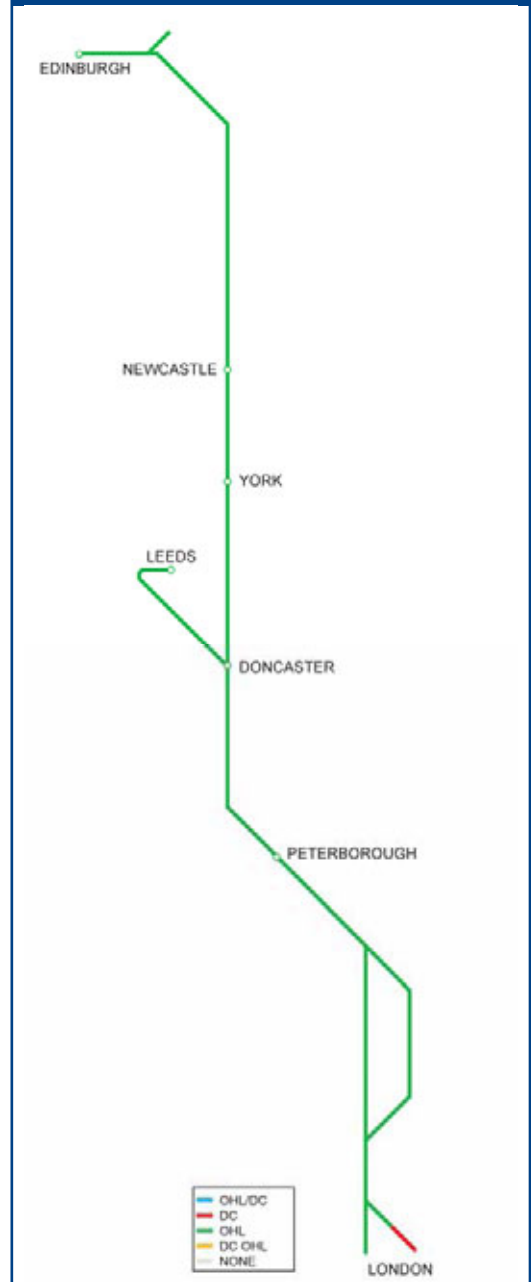 EDINBURGH
NEWCASTLE
YORK
LEEDS
DONCASTER
PETERBOROUGH
OHL/DC
DC
OHL
DC OHL
NONE
LONDON